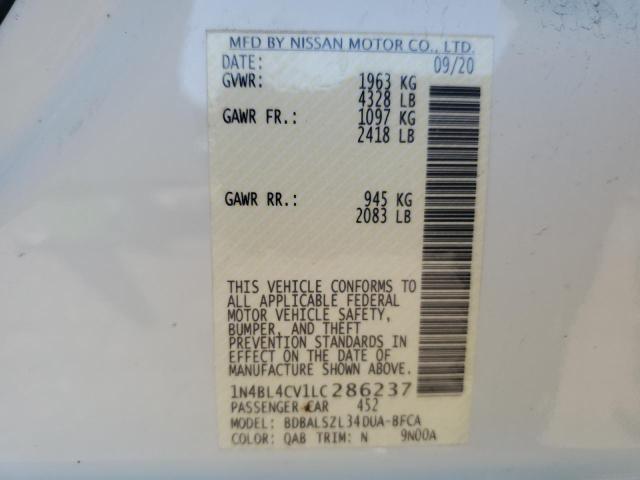 MFD BY NISSAN MOTOR CO., LTD.
DATE: 09/20
GVWR: 1963 KG
4328 LB
GAWR FR.: 1097 KG
2418 LB
GAWR RR.: 945 KG
2083 LB
THIS VEHICLE CONFORMS TO
ALL APPLICABLE FEDERAL
MOTOR VEHICLE SAFETY,
BUMPER, AND THEFT
PREVENTION STANDARDS IN
EFFECT ON THE DATE OF
MANUFACTURE SHOWN ABOVE.
1N4BL4CV1LC286237
PASSENGER CAR 452
MODEL: BDBALSZL34DUA-BFCA
COLOR: QAB TRIM: N 9N00A